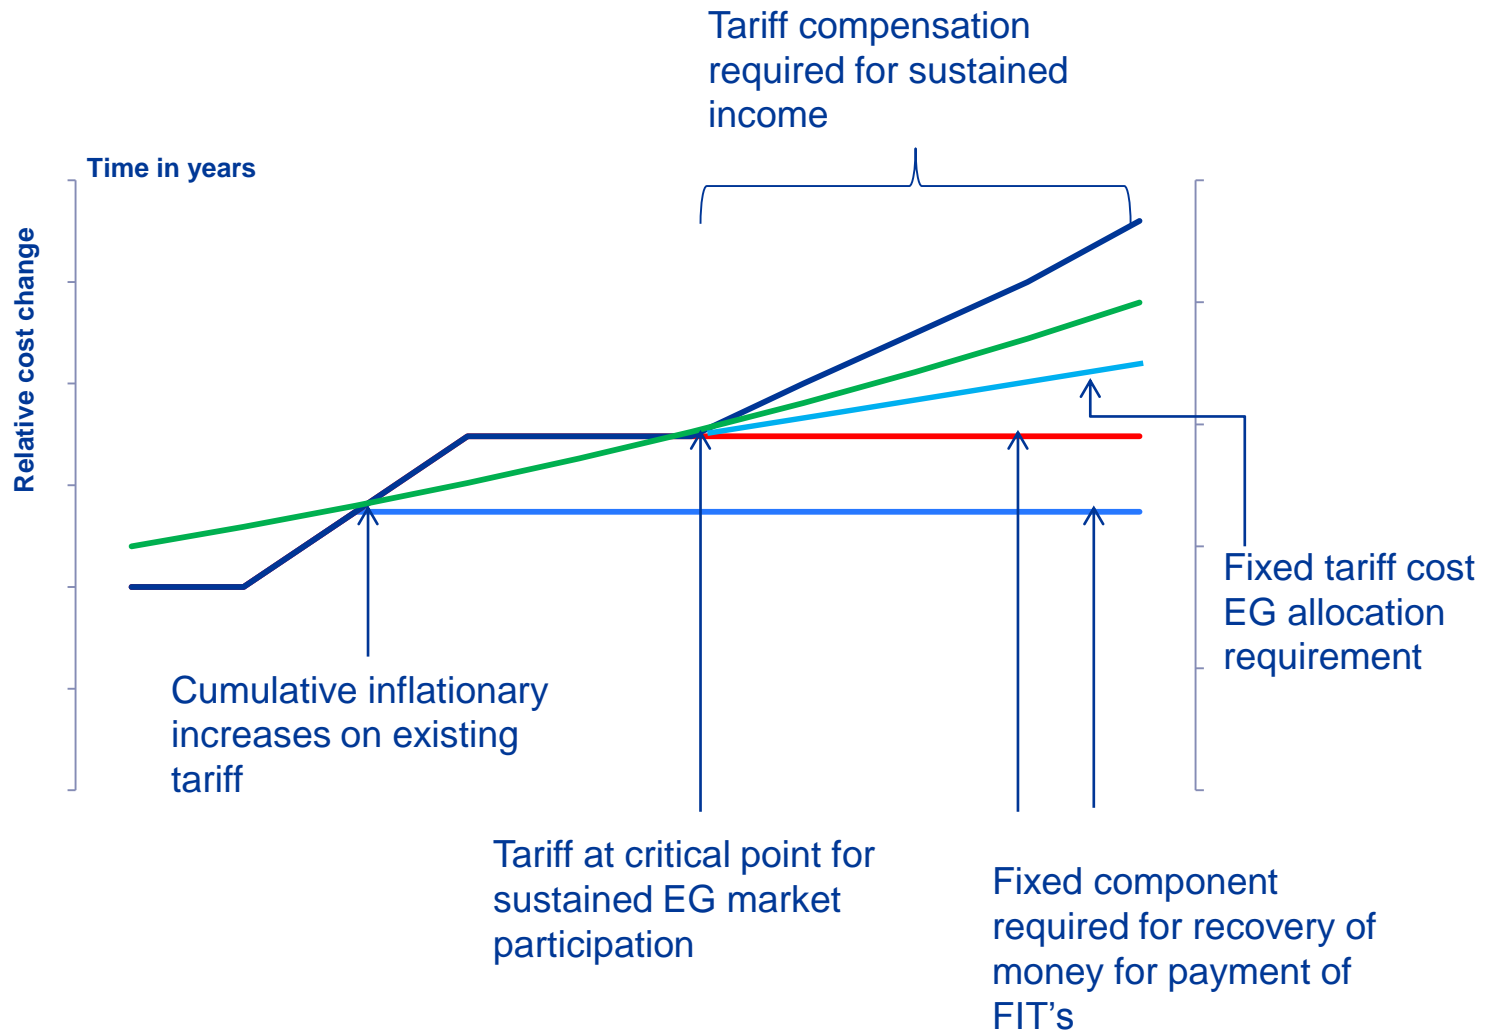 Tariff compensation
required for sustained
income
Time in years
Relative cost change
Fixed tariff cost
EG allocation
requirement
Cumulative inflationary
increases on existing
tariff
Tariff at critical point for
sustained EG market
participation
Fixed component
required for recovery of
money for payment of
FIT’s